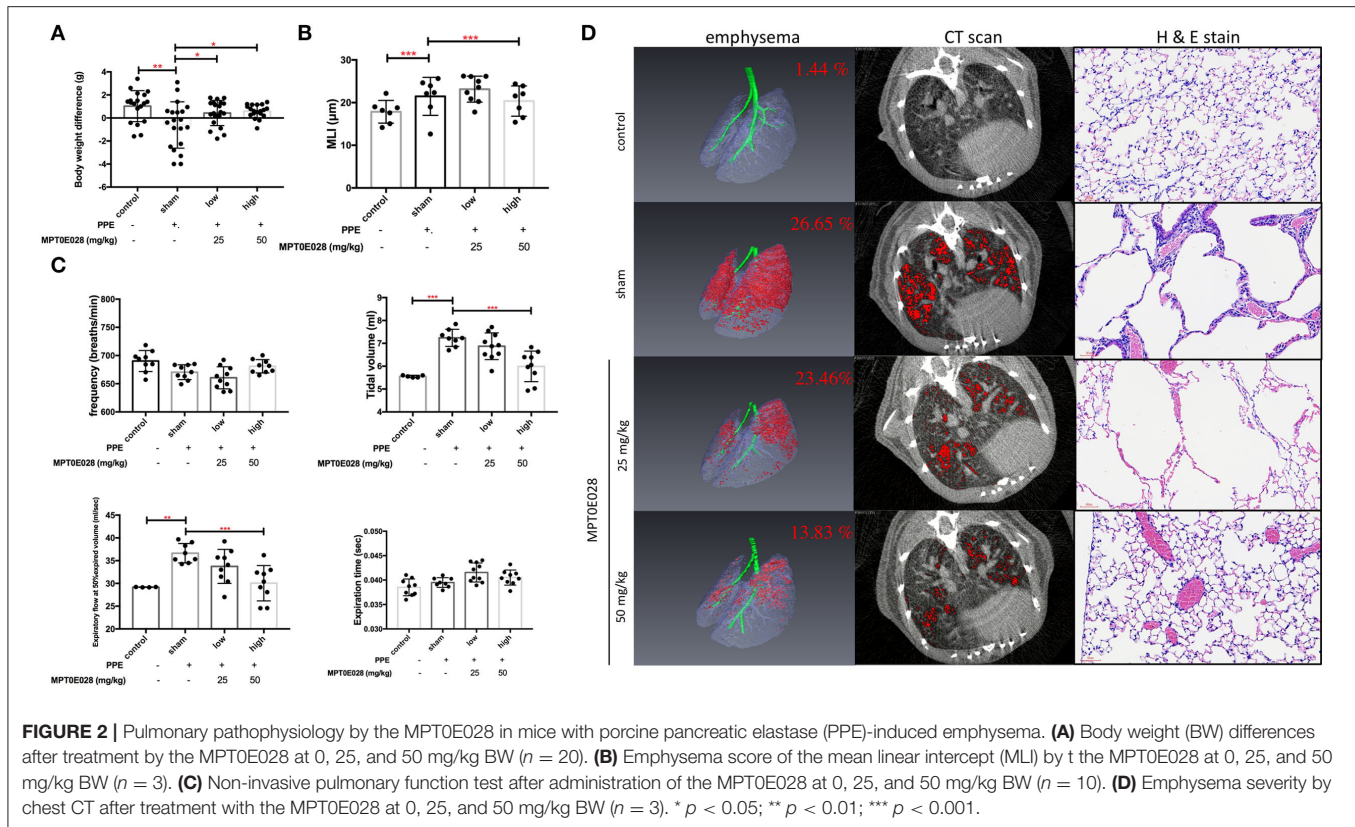 A
Body weight difference (g)
6
4
2
0
-2
-4
-6
**
*
*
control
sham
low
high
PPE - +. + +
MPT0E028 (mg/kg) - - 25 50
B
MLI (μm)
30
20
10
0
***
***
control
sham
low
high
PPE - +. + +
MPT0E028 (mg/kg) - - 25 50
C
frequency (breaths/min)
800
750
700
650
600
control
sham
low
high
PPE - + + +
MPT0E028 (mg/kg) - - 25 50
Tidal volume (ml)
9
8
7
6
5
4
***
***
control
sham
low
high
PPE - + + +
MPT0E028 (mg/kg) - - 25 50
Expiratory flow at 50%expired volume (ml/sec)
45
40
35
30
25
20
**
***
control
sham
low
high
PPE - + + +
MPT0E028 (mg/kg) - - 25 50
Expiration time (sec)
0.050
0.045
0.040
0.035
0.030
control
sham
low
high
PPE - + + +
MPT0E028 (mg/kg) - - 25 50
D
emphysema CT scan H & E stain
control
1.44 %
sham
26.65 %
MPT0E028
25 mg/kg
23.46%
50 mg/kg
13.83 %
FIGURE 2 | Pulmonary pathophysiology by the MPT0E028 in mice with porcine pancreatic elastase (PPE)-induced emphysema. (A) Body weight (BW) differences
after treatment by the MPT0E028 at 0, 25, and 50 mg/kg BW (n = 20). (B) Emphysema score of the mean linear intercept (MLI) by t the MPT0E028 at 0, 25, and 50
mg/kg BW (n = 3). (C) Non-invasive pulmonary function test after administration of the MPT0E028 at 0, 25, and 50 mg/kg BW (n = 10). (D) Emphysema severity by
chest CT after treatment with the MPT0E028 at 0, 25, and 50 mg/kg BW (n = 3). * p < 0.05; ** p < 0.01; *** p < 0.001.